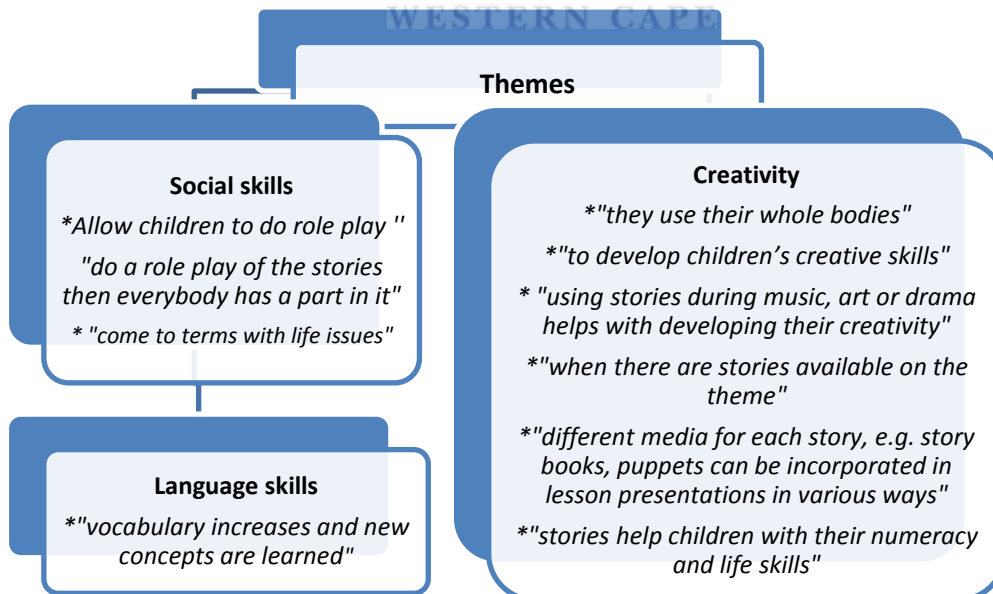 WESTERN CAPE
Themes
Social skills
*Allow children to do role play ''
"do a role play of the stories
then everybody has a part in it"
* "come to terms with life issues"
Language skills
*"vocabulary increases and new
concepts are learned"
Creativity
*"they use their whole bodies"
*"to develop children’s creative skills"
* "using stories during music, art or drama
helps with developing their creativity"
*"when there are stories available on the
theme"
*"different media for each story, e.g. story
books, puppets can be incorporated in
lesson presentations in various ways"
*"stories help children with their numeracy
and life skills"